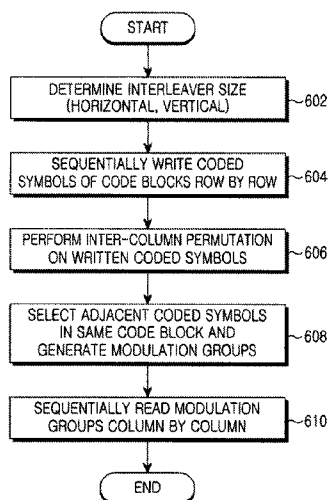 START
DETERMINE INTERLEAVER SIZE
(HORIZONTAL, VERTICAL)
602
SEQUENTIALLY WRITE CODED
SYMBOLS OF CODE BLOCKS ROW BY ROW
604
PERFORM INTER-COLUMN PERMUTATION
ON WRITTEN CODED SYMBOLS
606
SELECT ADJACENT CODED SYMBOLS
IN SAME CODE BLOCK AND
GENERATE MODULATION GROUPS
608
SEQUENTIALLY READ MODULATION
GROUPS COLUMN BY COLUMN
610
END